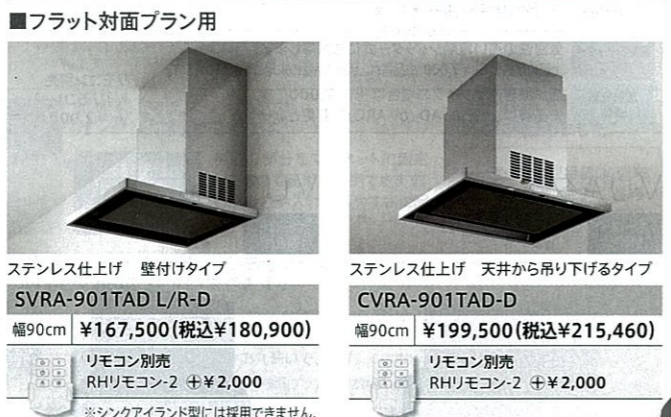 ■フラット対面プラン用
ステンレス仕上げ 壁付けタイプ
SVRA-901TAD L/R-D
幅90cm ¥167,500(税込¥180,900)
リモコン別売
RHリモコン-2 ⊕¥2,000
※シンクアイランド型には採用できません。
ステンレス仕上げ 天井から吊り下げるタイプ
CVRA-901TAD-D
幅90cm ¥199,500(税込¥215,460)
リモコン別売
RHリモコン-2 ⊕¥2,000